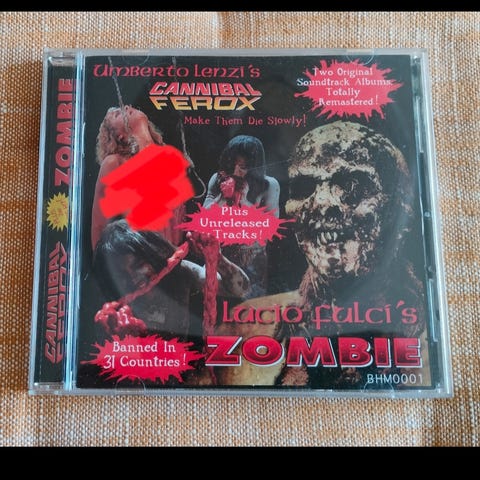 Umberto Lenzi's
CANNIBAL
FEROX
Make Them Die Slowly!
Two Original
Soundtrack Albums
Totally
Remastered!
Plus
Unreleased
Tracks!
Lucio Fulci's
ZOMBIE
Banned In
31 Countries!
BHM0001
CANNIBAL
FEROX
ZOMBIE